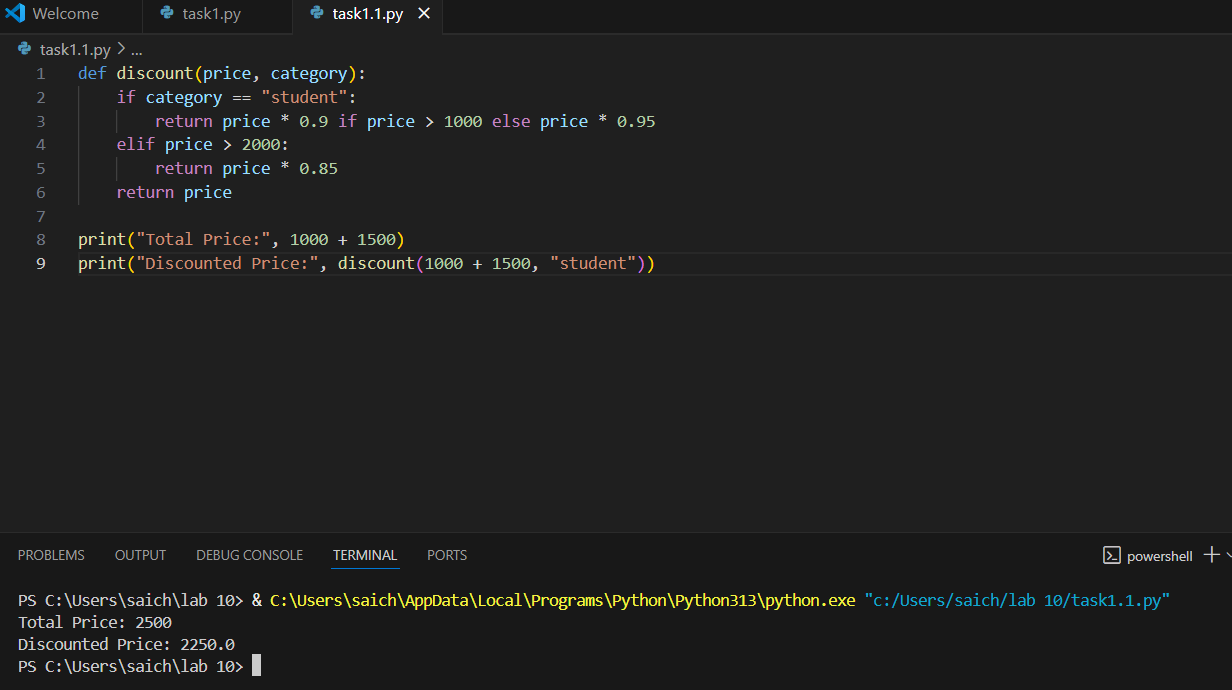 Welcome task1.py task1.1.py
task1.1.py > ...
1 def discount(price, category):
2     if category == "student":
3         return price * 0.9 if price > 1000 else price * 0.95
4     elif price > 2000:
5         return price * 0.85
6     return price
7
8 print("Total Price:", 1000 + 1500)
9 print("Discounted Price:", discount(1000 + 1500, "student"))
PROBLEMS OUTPUT DEBUG CONSOLE TERMINAL PORTS powershell
PS C:\Users\saich\lab 10> & C:\Users\saich\AppData\Local\Programs\Python\Python313\python.exe "c:/Users/saich/lab 10/task1.1.py"
Total Price: 2500
Discounted Price: 2250.0
PS C:\Users\saich\lab 10>